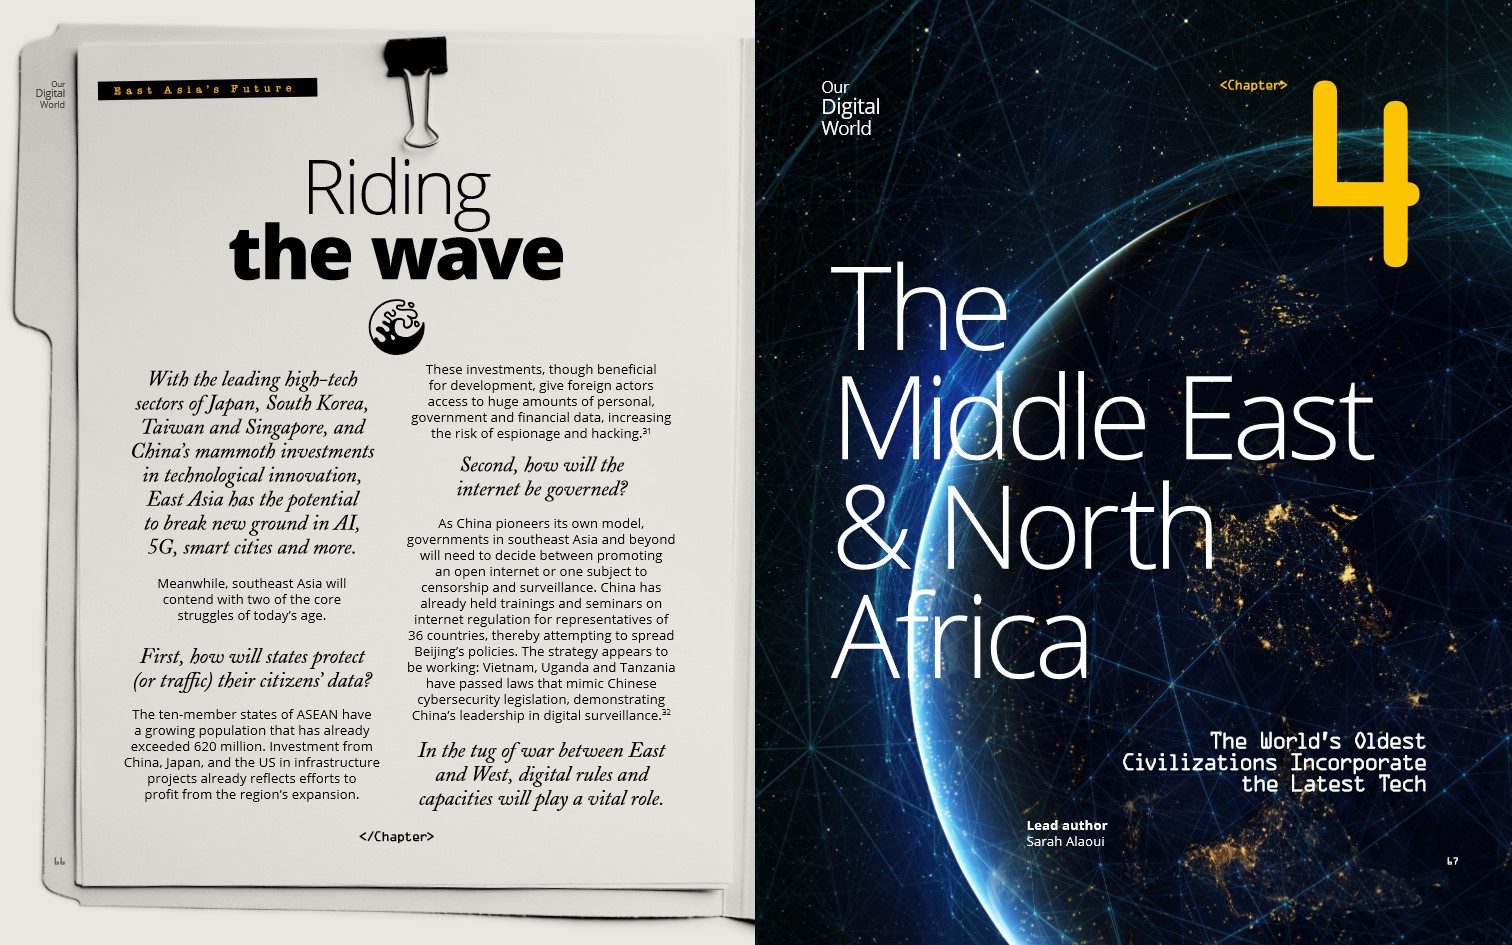 Our
Digital
World
East Asia's Future
Riding
the wave
With the leading high-tech
sectors of Japan, South Korea,
Taiwan and Singapore, and
China's mammoth investments
in technological innovation,
East Asia has the potential
to break new ground in AI,
5G, smart cities and more.
Meanwhile, southeast Asia will
contend with two of the core
struggles of today's age.
First, how will states protect
(or traffic) their citizens' data?
The ten-member states of ASEAN have
a growing population that has already
exceeded 620 million. Investment from
China, Japan, and the US in infrastructure
projects already reflects efforts to
profit from the region's expansion.
These investments, though beneficial
for development, give foreign actors
access to huge amounts of personal,
government and financial data, increasing
the risk of espionage and hacking.³¹
Second, how will the
internet be governed?
As China pioneers its own model,
governments in southeast Asia and beyond
will need to decide between promoting
an open internet or one subject to
censorship and surveillance. China has
already held trainings and seminars on
internet regulation for representatives of
36 countries, thereby attempting to spread
Beijing's policies. The strategy appears to
be working: Vietnam, Uganda and Tanzania
have passed laws that mimic Chinese
cybersecurity legislation, demonstrating
China's leadership in digital surveillance.³²
In the tug of war between East
and West, digital rules and
capacities will play a vital role.
</Chapter>
66
Our
Digital
World
<Chapter>
4
The
Middle East
& North
Africa
The World's Oldest
Civilizations Incorporate
the Latest Tech
Lead author
Sarah Alaoui
67